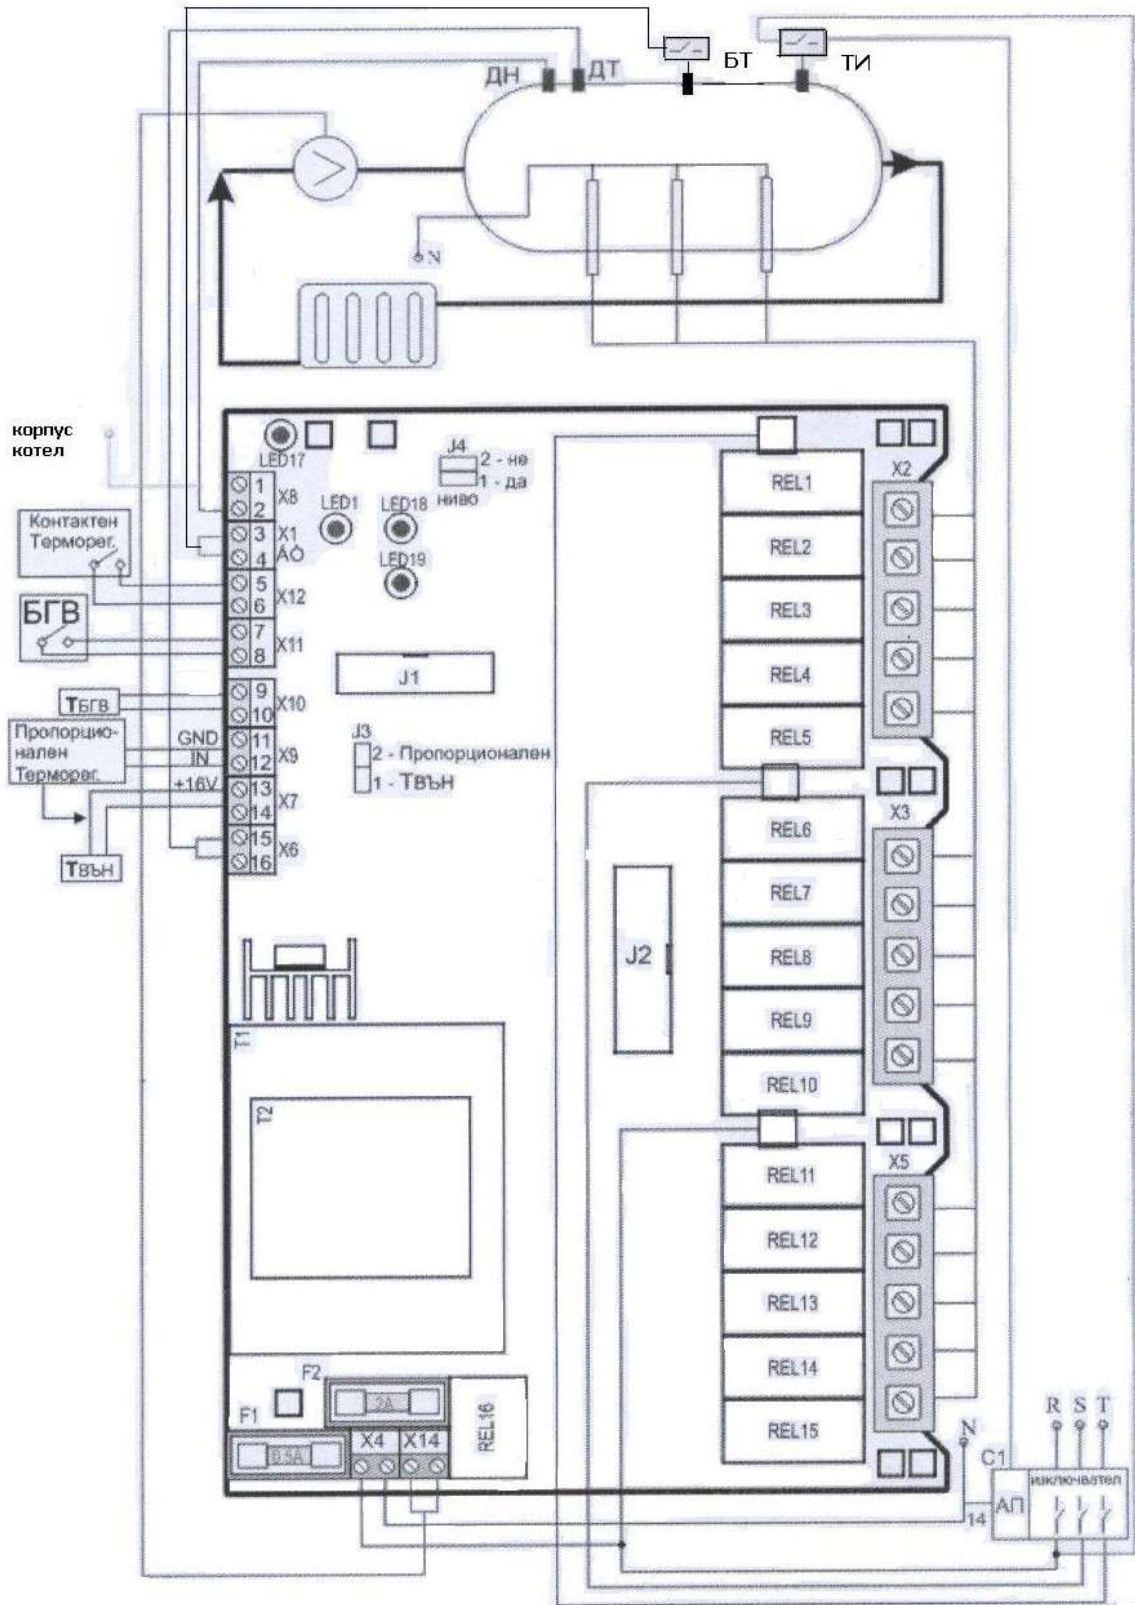 БТ
ТИ
ДН
ДТ
N
корпус
котел
LED17
J4
2 - не
1 - да
ниво
1
2
X8
LED1
LED18
LED19
Контактен
Терморег.
3
4
X1
АО
5
6
X12
БГВ
7
8
X11
J1
ТБГВ
9
10
X10
Пропорцио-
нален
Терморег.
GND
IN
11
12
X9
J3
2 - Пропорционален
1 - ТВЪН
+16V
13
14
X7
15
16
X6
ТВЪН
REL1
REL2
REL3
REL4
REL5
X2
REL6
REL7
REL8
REL9
REL10
X3
J2
T1
T2
REL11
REL12
REL13
REL14
REL15
X5
F2
2A
F1
0.5A
X4
X14
REL16
N
R
S
T
C1
изключвател
АП
14